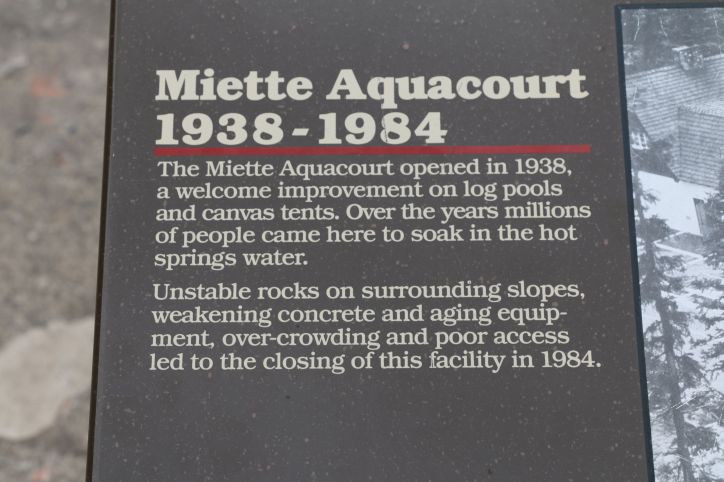 Miette Aquacourt
1938 - 1984
The Miette Aquacourt opened in 1938,
a welcome improvement on log pools
and canvas tents. Over the years millions
of people came here to soak in the hot
springs water.
Unstable rocks on surrounding slopes,
weakening concrete and aging equip-
ment, over-crowding and poor access
led to the closing of this facility in 1984.